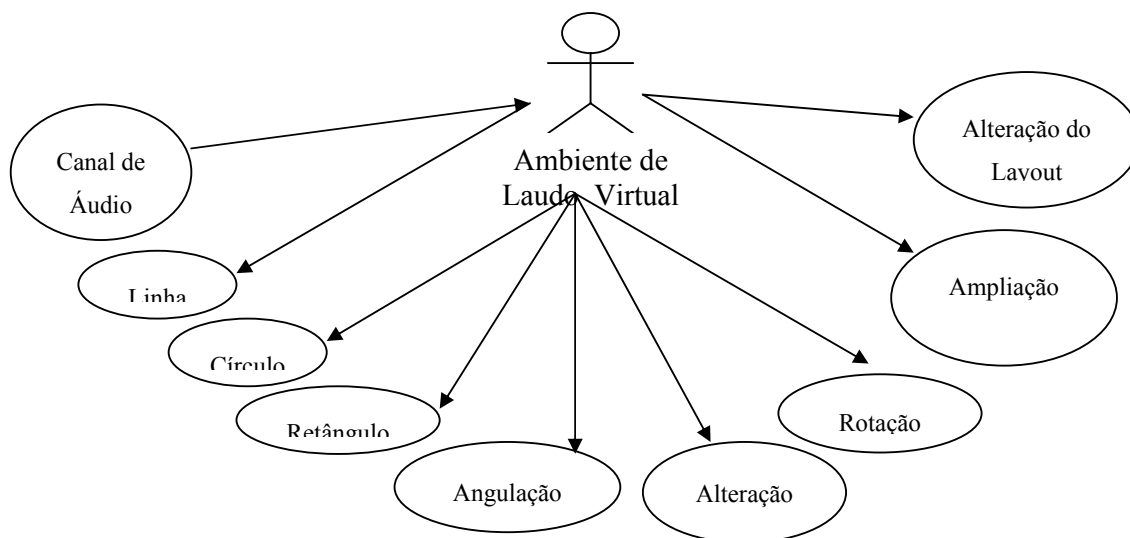 Ambiente de
Laudo Virtual
Canal de
Áudio
Linha
Círculo
Retângulo
Angulação
Alteração
Rotação
Ampliação
Alteração do
Layout